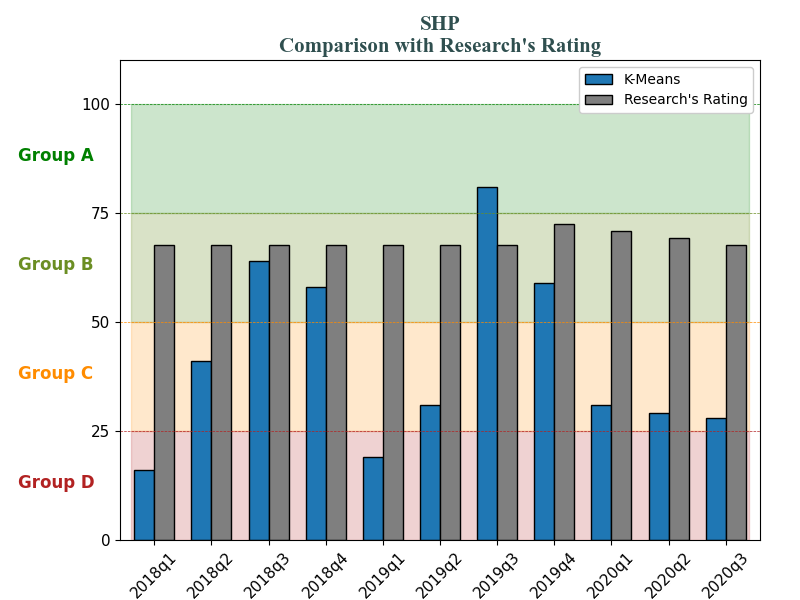 SHP
Comparison with Research's Rating
K-Means
Research's Rating
100
Group A
75
Group B
50
Group C
25
Group D
0
2018q1
2018q2
2018q3
2018q4
2019q1
2019q2
2019q3
2019q4
2020q1
2020q2
2020q3